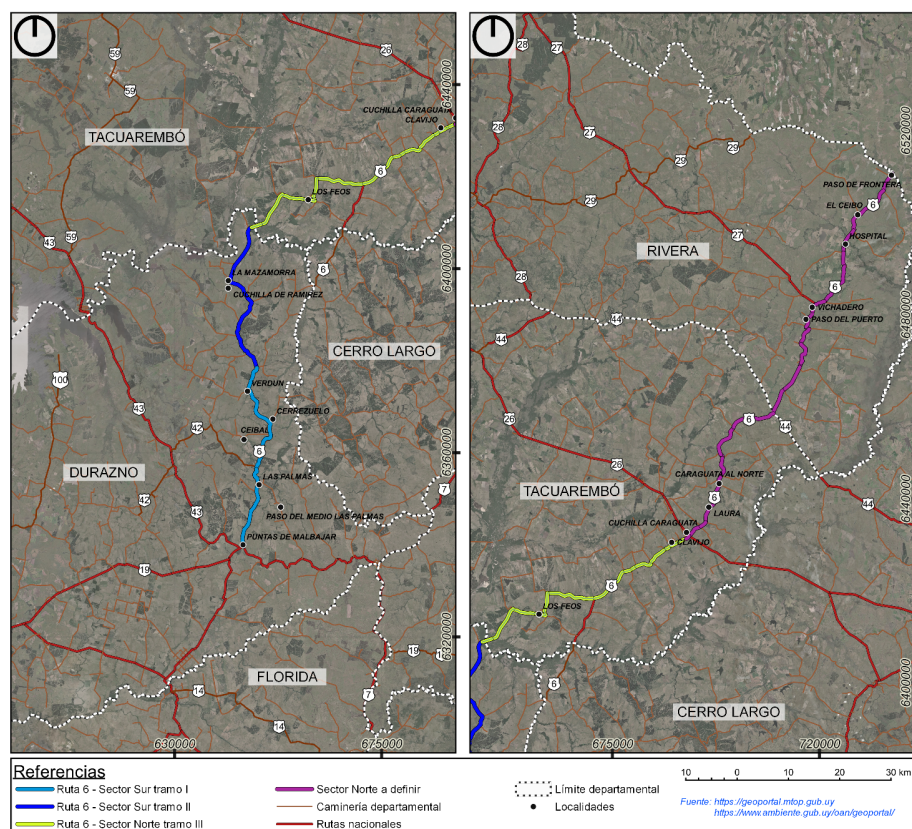 59
26
59
6440000
CUCHILLA CARAGUATA
CLAVIJO
TACUAREMBÓ
6
LOS FEOS
59
43
6
6400000
LA MAZAMORRA
CUCHILLA DE RAMIREZ
CERRO LARGO
100
VERDUN
43
CERREZUELO
42
CEIBAL
6
6360000
DURAZNO
LAS PALMAS
7
42
43
PASO DEL MEDIO LAS PALMAS
PUNTAS DE MALBAJAR
19
6320000
19
FLORIDA
14
7
14
630000
675000
28
27
27
28
6520000
29
29
29
PASO DE FRONTERA
6
EL CEIBO
HOSPITAL
RIVERA
27
28
6
6480000
VICHADERO
PASO DEL PUERTO
44
44
6
44
26
26
CARAGUATA AL NORTE
44
6440000
TACUAREMBÓ
6
LAURA
CUCHILLA CARAGUATA
CLAVIJO
6
LOS FEOS
6
6400000
CERRO LARGO
675000
720000
Referencias
Ruta 6 - Sector Sur tramo I
Ruta 6 - Sector Sur tramo II
Ruta 6 - Sector Norte tramo III
Sector Norte a definir
Caminería departamental
Rutas nacionales
Límite departamental
Localidades
10 0 10 20 30 km
Fuente: https://geoportal.mtop.gub.uy
https://www.ambiente.gub.uy/oan/geoportal/